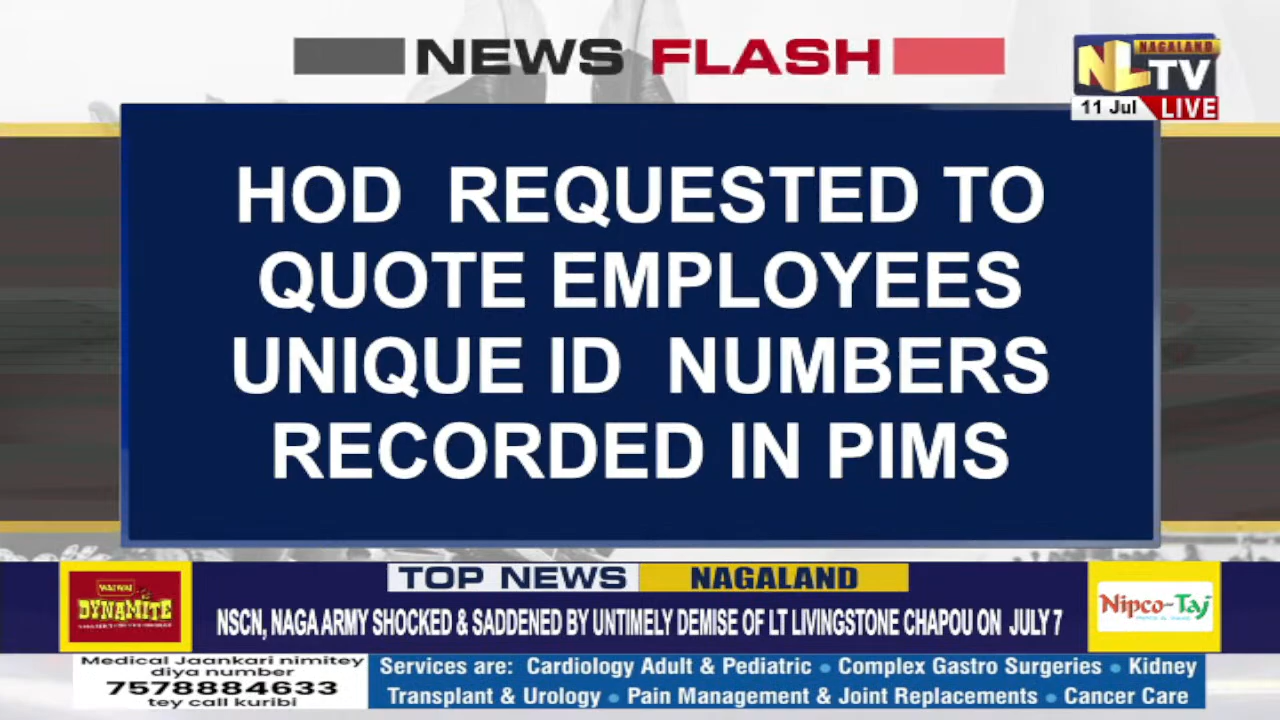 NEWS FLASH
NAGALAND
NLTV
11 Jul LIVE
HOD REQUESTED TO
QUOTE EMPLOYEES
UNIQUE ID NUMBERS
RECORDED IN PIMS
TOP NEWS NAGALAND
WAI WAI
DYNAMITE
NSCN, NAGA ARMY SHOCKED & SADDENED BY UNTIMELY DEMISE OF LT LIVINGSTONE CHAPOU ON JULY 7
Nipco-Taj
Medical Jaankari nimitey
diya number
7578884633
tey call kuribi
Services are: Cardiology Adult & Pediatric • Complex Gastro Surgeries • Kidney
Transplant & Urology • Pain Management & Joint Replacements • Cancer Care